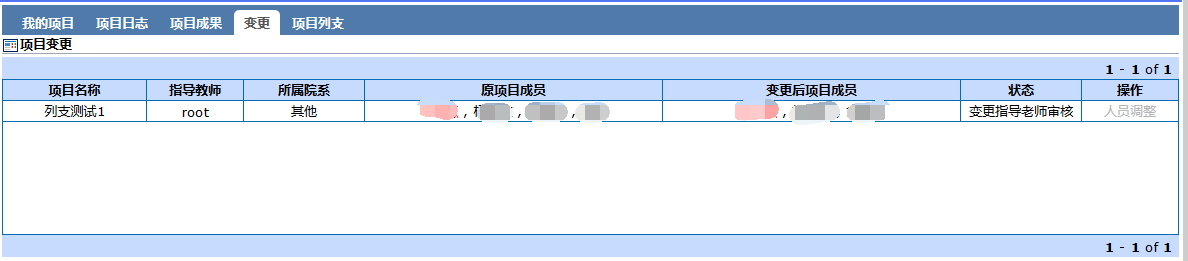 我的项目 项目日志 项目成果 变更 项目列支
项目变更
1 - 1 of 1
项目名称 指导教师 所属院系 原项目成员 变更后项目成员 状态 操作
列支测试1 root 其他 变更指导老师审核 人员调整
1 - 1 of 1